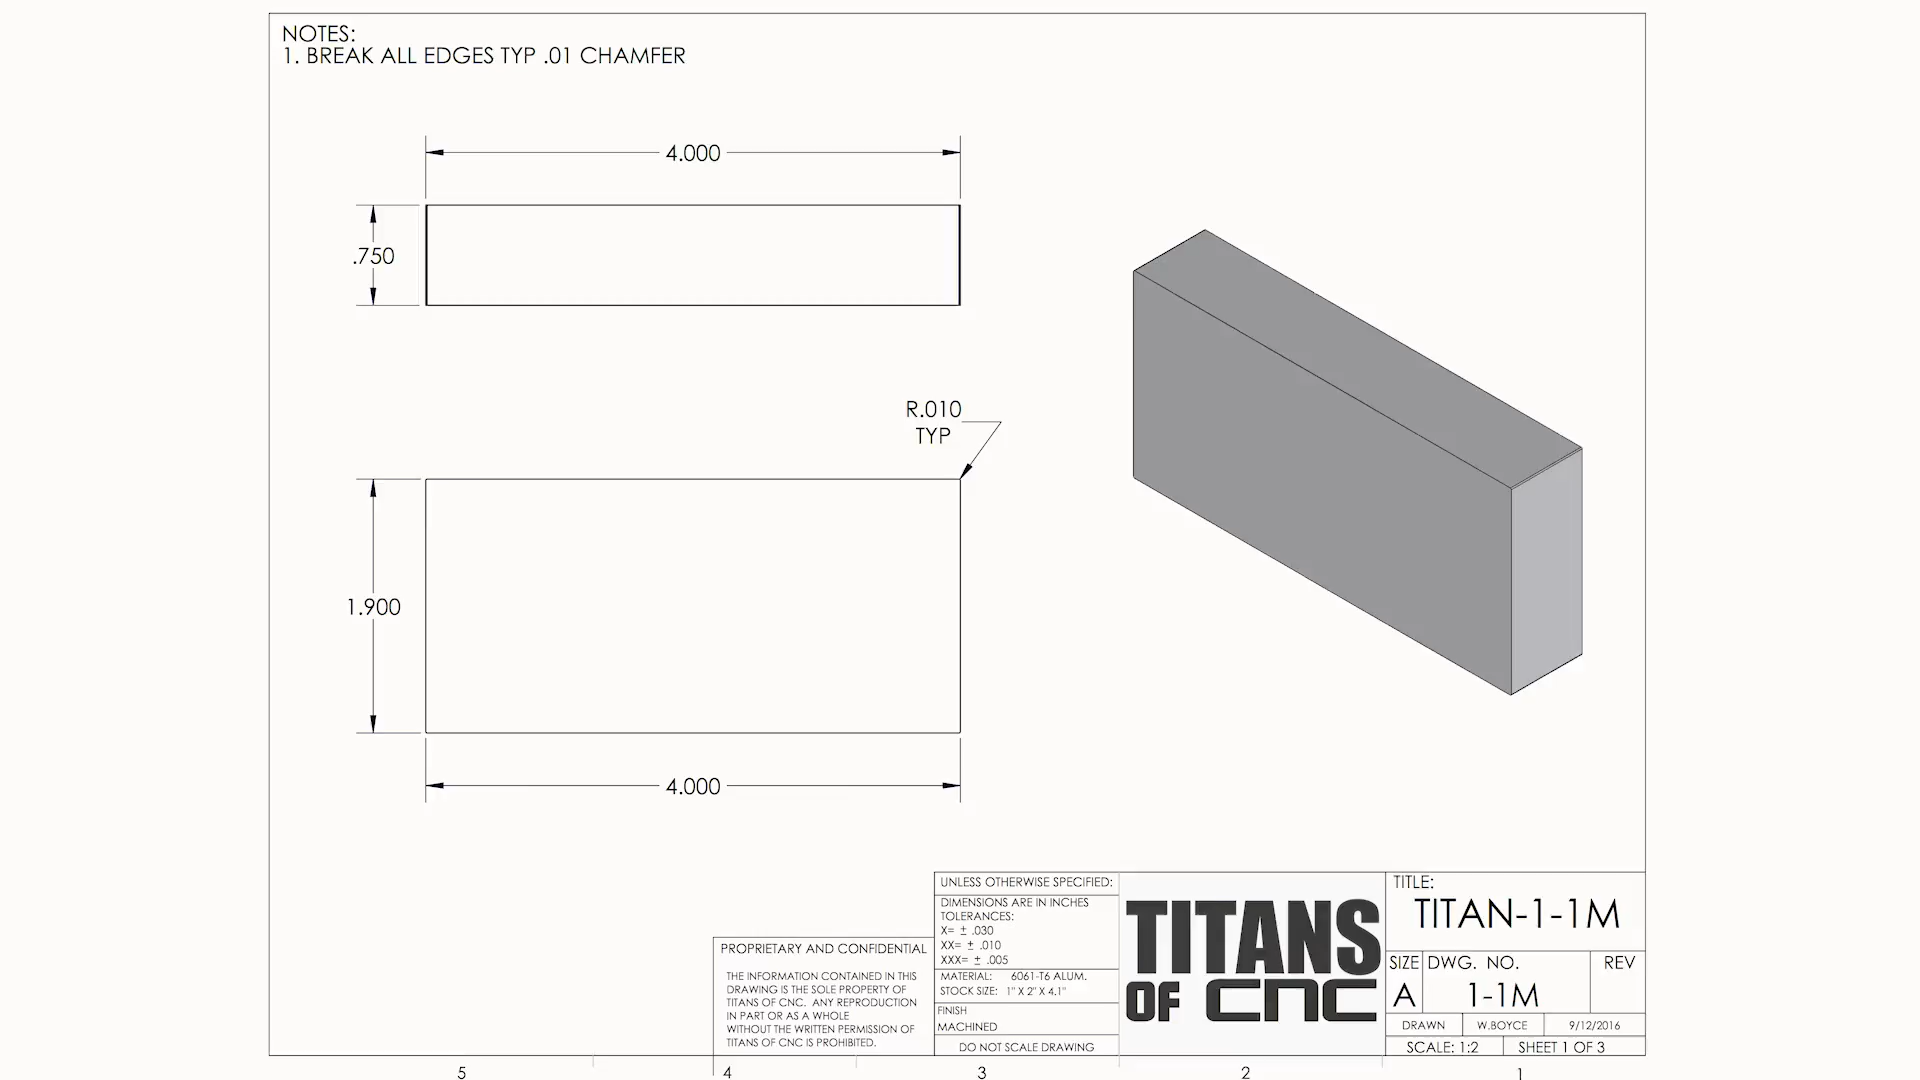 NOTES:
1. BREAK ALL EDGES TYP .01 CHAMFER
4.000
.750
R.010
TYP
1.900
4.000
UNLESS OTHERWISE SPECIFIED:
DIMENSIONS ARE IN INCHES
TOLERANCES:
X= ± .030
XX= ± .010
XXX= ± .005
MATERIAL: 6061-T6 ALUM.
STOCK SIZE: 1" X 2" X 4.1"
FINISH
MACHINED
DO NOT SCALE DRAWING
PROPRIETARY AND CONFIDENTIAL
THE INFORMATION CONTAINED IN THIS
DRAWING IS THE SOLE PROPERTY OF
TITANS OF CNC. ANY REPRODUCTION
IN PART OR AS A WHOLE
WITHOUT THE WRITTEN PERMISSION OF
TITANS OF CNC IS PROHIBITED.
TITANS
OF CNC
TITLE:
TITAN-1-1M
SIZE DWG. NO. REV
A 1-1M
DRAWN W.BOYCE 9/12/2016
SCALE: 1:2 SHEET 1 OF 3
5 4 3 2 1